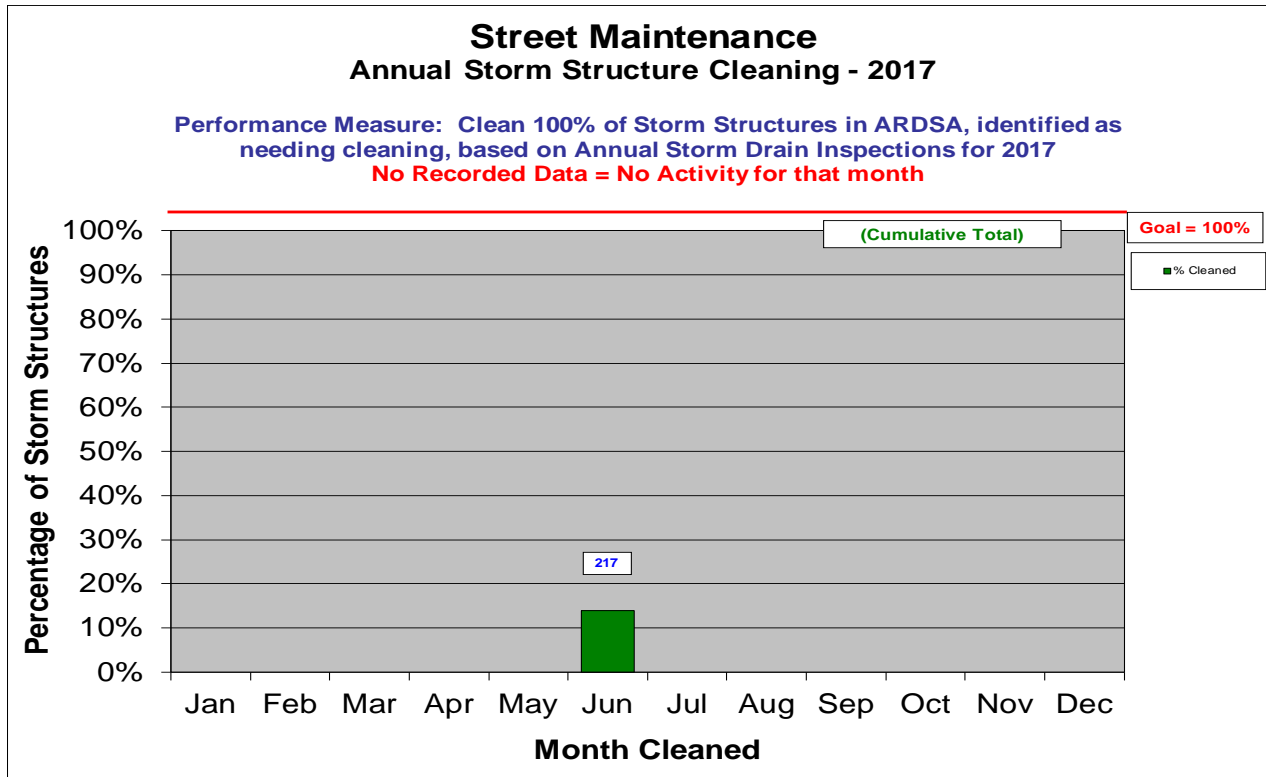 Street Maintenance
Annual Storm Structure Cleaning - 2017
Performance Measure: Clean 100% of Storm Structures in ARDSA, identified as
needing cleaning, based on Annual Storm Drain Inspections for 2017
No Recorded Data = No Activity for that month
(Cumulative Total)
Goal = 100%
% Cleaned
Percentage of Storm Structures
100%
90%
80%
70%
60%
50%
40%
30%
20%
10%
0%
217
Jan Feb Mar Apr May Jun Jul Aug Sep Oct Nov Dec
Month Cleaned